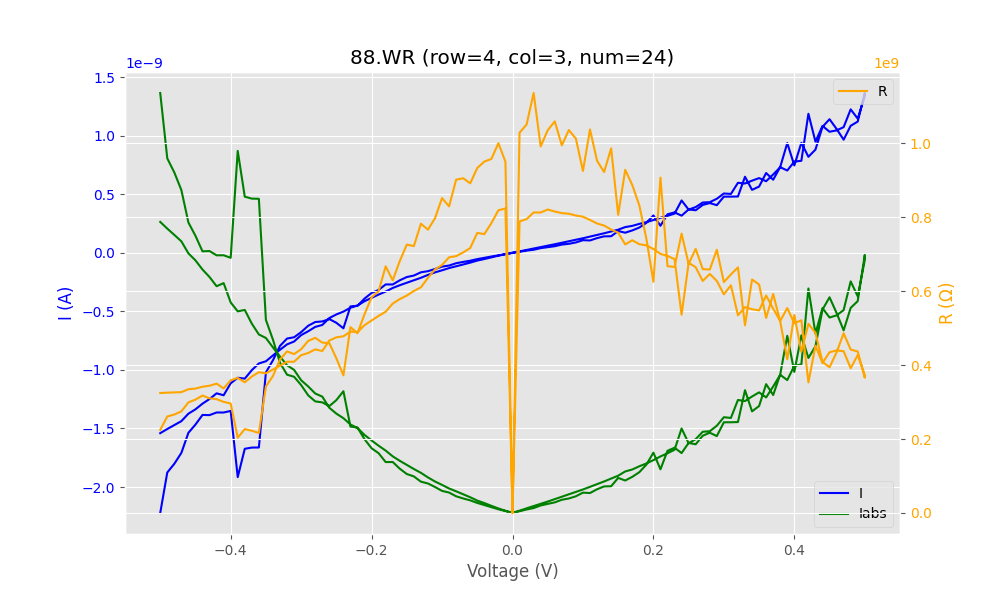 88.WR (row=4, col=3, num=24)
1e−9
1e9
1.5
1.0
0.5
0.0
−0.5
−1.0
−1.5
−2.0
I (A)
R
1.0
0.8
0.6
0.4
0.2
0.0
R (Ω)
I
Iabs
−0.4
−0.2
0.0
0.2
0.4
Voltage (V)